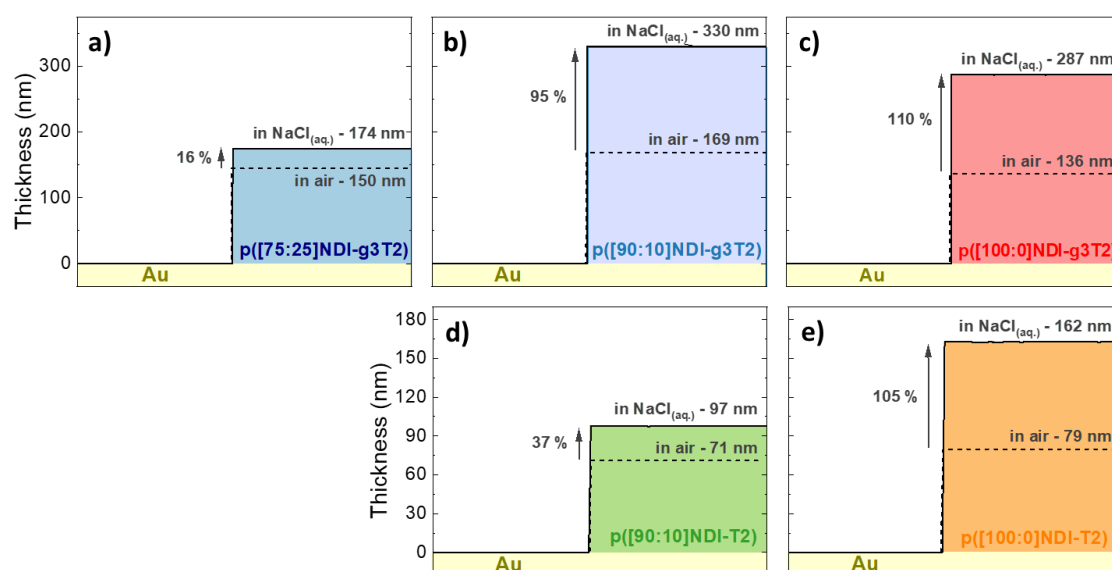 a)
in NaCl(aq.) - 174 nm
16 %
in air - 150 nm
p([75:25]NDI-g3T2)
Au
Thickness (nm)
300
200
100
0
b)
in NaCl(aq.) - 330 nm
95 %
in air - 169 nm
p([90:10]NDI-g3T2)
Au
c)
in NaCl(aq.) - 287 nm
110 %
in air - 136 nm
p([100:0]NDI-g3T2)
Au
d)
in NaCl(aq.) - 97 nm
37 %
in air - 71 nm
p([90:10]NDI-T2)
Au
Thickness (nm)
180
150
120
90
60
30
0
e)
in NaCl(aq.) - 162 nm
105 %
in air - 79 nm
p([100:0]NDI-T2)
Au